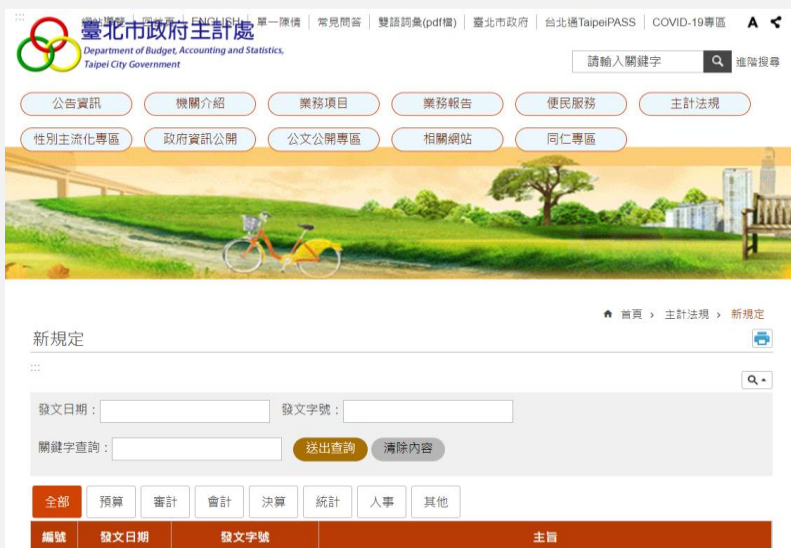 網站導覽 | 回首頁 | ENGLISH | 單一陳情 | 常見問答 | 雙語詞彙(pdf檔) | 臺北市政府 | 台北通TaipeiPASS | COVID-19專區 A
臺北市政府主計處
Department of Budget, Accounting and Statistics,
Taipei City Government
請輸入關鍵字 進階搜尋
公告資訊 機關介紹 業務項目 業務報告 便民服務 主計法規
性別主流化專區 政府資訊公開 公文公開專區 相關網站 同仁專區
首頁 › 主計法規 › 新規定
新規定
:::
發文日期： 發文字號：
關鍵字查詢： 送出查詢 清除內容
全部 預算 審計 會計 決算 統計 人事 其他
編號 發文日期 發文字號 主旨